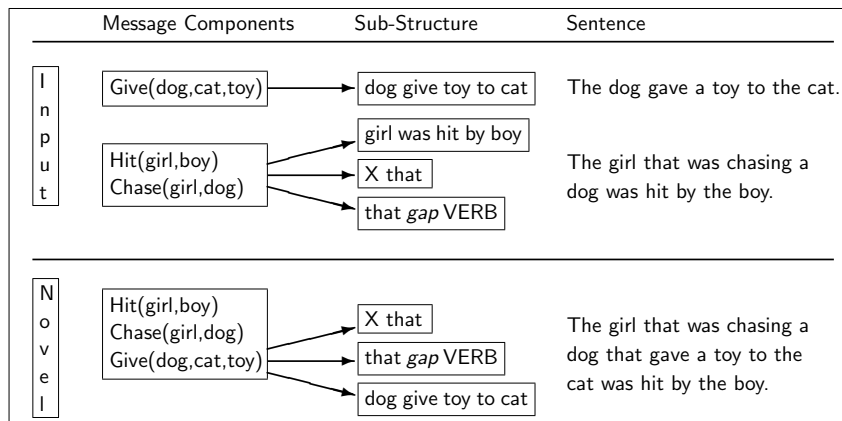 Message Components Sub-Structure Sentence
Input
Give(dog,cat,toy) dog give toy to cat The dog gave a toy to the cat.
girl was hit by boy
Hit(girl,boy)
Chase(girl,dog)
X that
that gap VERB
The girl that was chasing a
dog was hit by the boy.
Novel
Hit(girl,boy)
Chase(girl,dog)
Give(dog,cat,toy)
X that
that gap VERB
dog give toy to cat
The girl that was chasing a
dog that gave a toy to the
cat was hit by the boy.